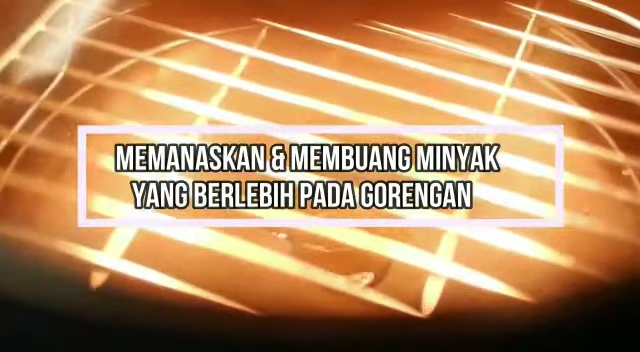 MEMANASKAN & MEMBUANG MINYAK
YANG BERLEBIH PADA GORENGAN